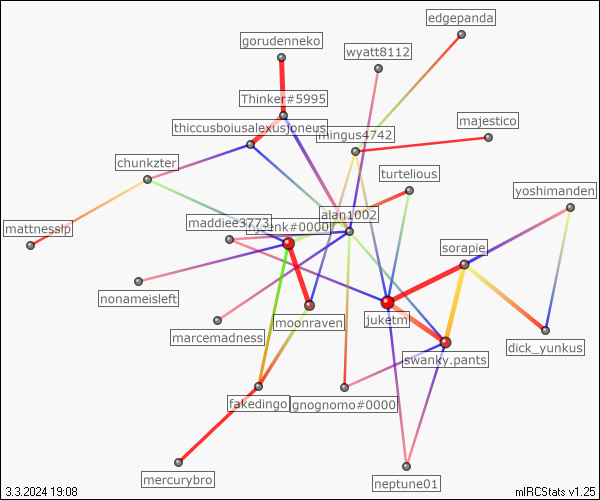 edgepanda
gorudenneko
wyatt8112
Thinker#5995
majestico
thiccusboiusalexusjoneus
mingus4742
chunkzter
turtelious
yoshimanden
alan1002
maddiee3773
#0000
mattnesslp
sorapie
nonameisleft
moonraven
juketm
marcemadness
dick_yunkus
swanky.pants
fakedingo
gnognomo#0000
mercurybro
neptune01
3.3.2024 19:08
mIRCStats v1.25